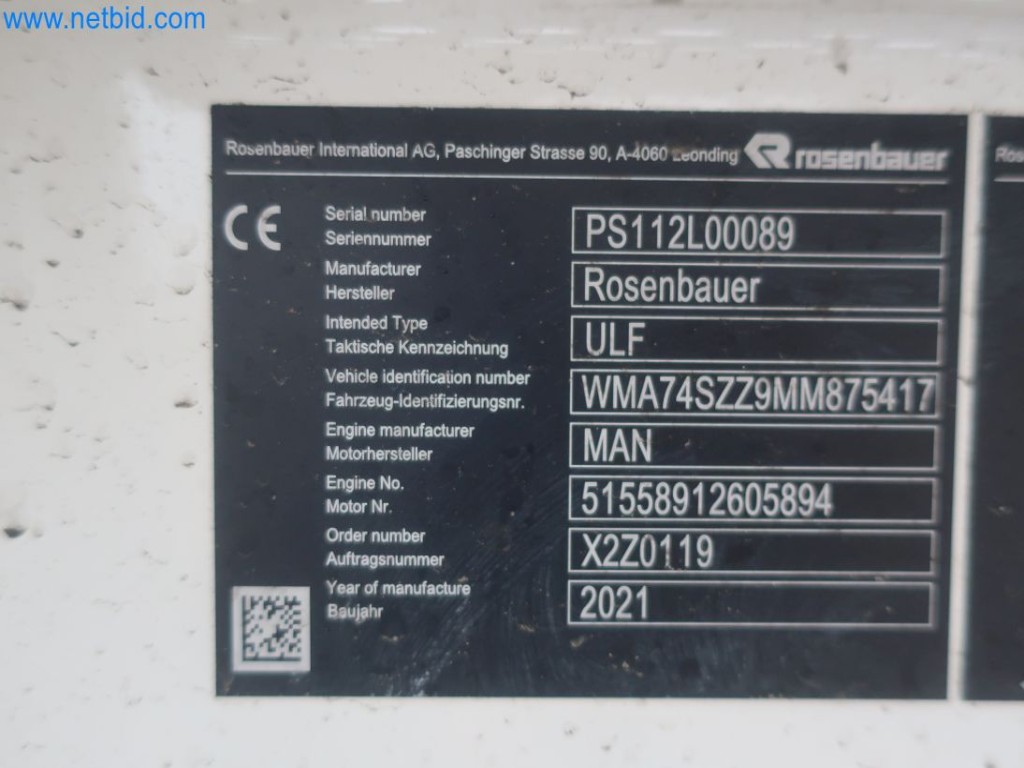 www.netbid.com
Rosenbauer International AG, Paschinger Strasse 90, A-4060 Leonding rosenbauer
CE
Serial number
Seriennummer
PS112L00089
Manufacturer
Hersteller
Rosenbauer
Intended Type
Taktische Kennzeichnung
ULF
Vehicle identification number
Fahrzeug-Identifizierungsnr.
WMA74SZZ9MM875417
Engine manufacturer
Motorhersteller
MAN
Engine No.
Motor Nr.
51558912605894
Order number
Auftragsnummer
X2Z0119
Year of manufacture
Baujahr
2021